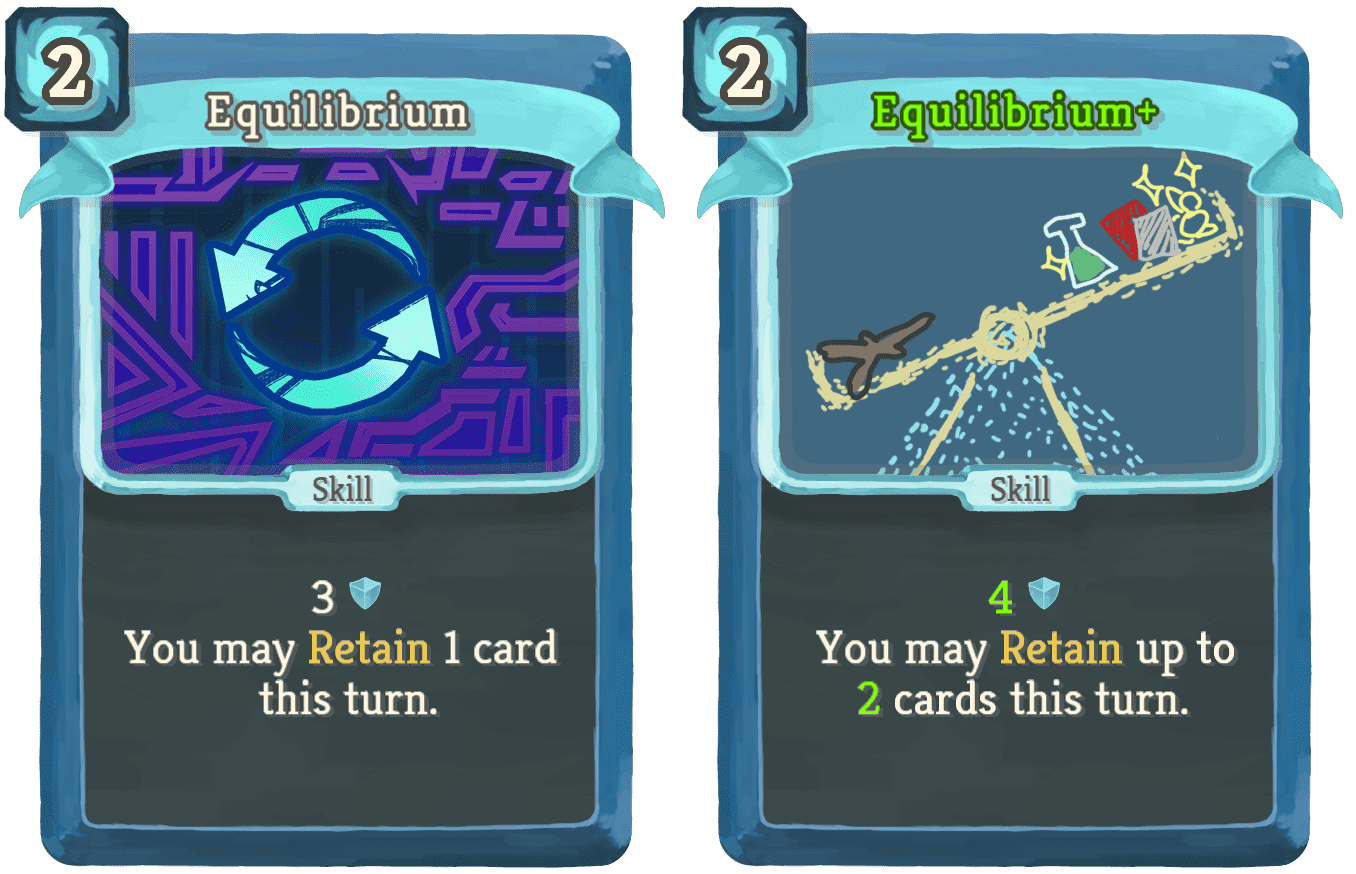 2
Equilibrium
Skill
3
You may Retain 1 card
this turn.
2
Equilibrium+
Skill
4
You may Retain up to
2 cards this turn.